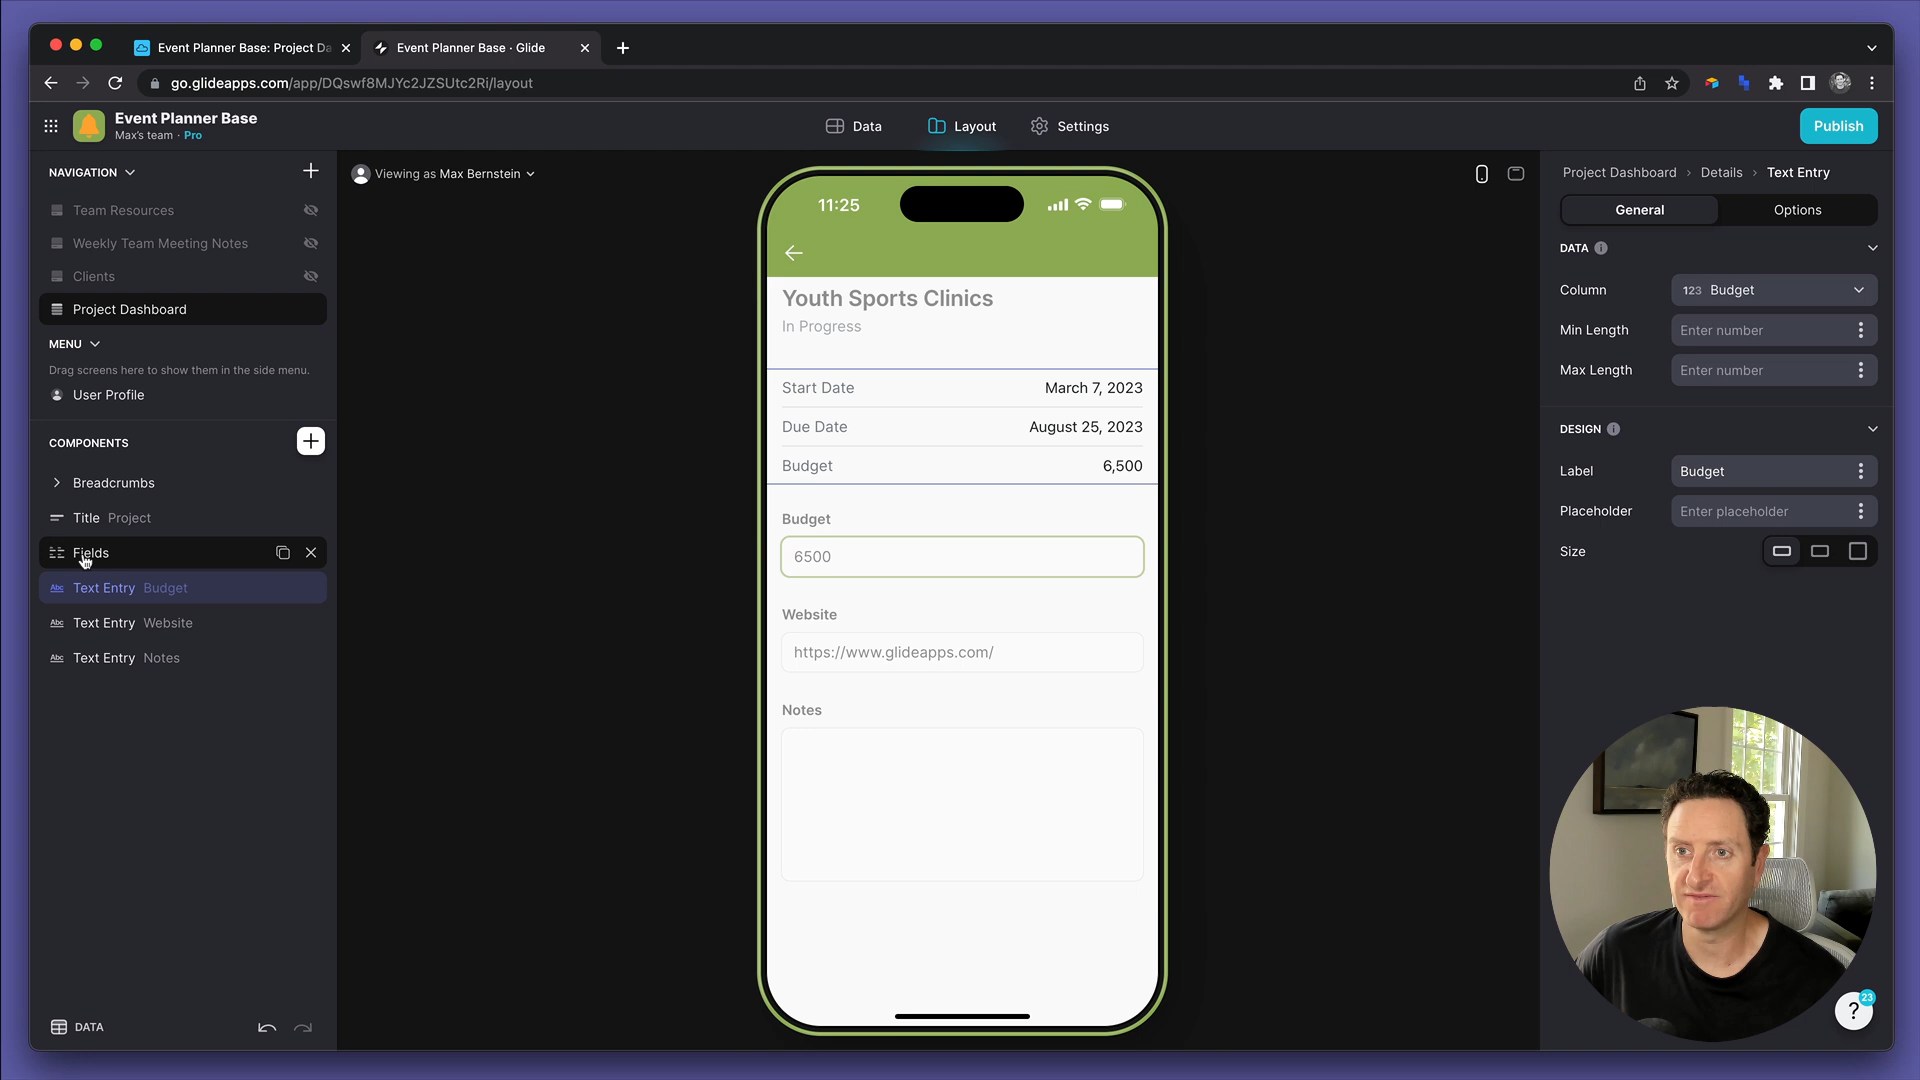 Event Planner Base: Project Da
Event Planner Base · Glide
go.glideapps.com/app/DQswf8MJYc2JZSUtc2Ri/layout
Event Planner Base
Max's team · Pro
Data
Layout
Settings
Publish
NAVIGATION
Team Resources
Weekly Team Meeting Notes
Clients
Project Dashboard
MENU
Drag screens here to show them in the side menu.
User Profile
COMPONENTS
Breadcrumbs
Title Project
Fields
Abc Text Entry Budget
Abc Text Entry Website
Abc Text Entry Notes
DATA
Viewing as Max Bernstein
11:25
Youth Sports Clinics
In Progress
Start Date March 7, 2023
Due Date August 25, 2023
Budget 6,500
Budget
6500
Website
https://www.glideapps.com/
Notes
Project Dashboard › Details › Text Entry
General Options
DATA
Column 123 Budget
Min Length Enter number
Max Length Enter number
DESIGN
Label Budget
Placeholder Enter placeholder
Size
23
?